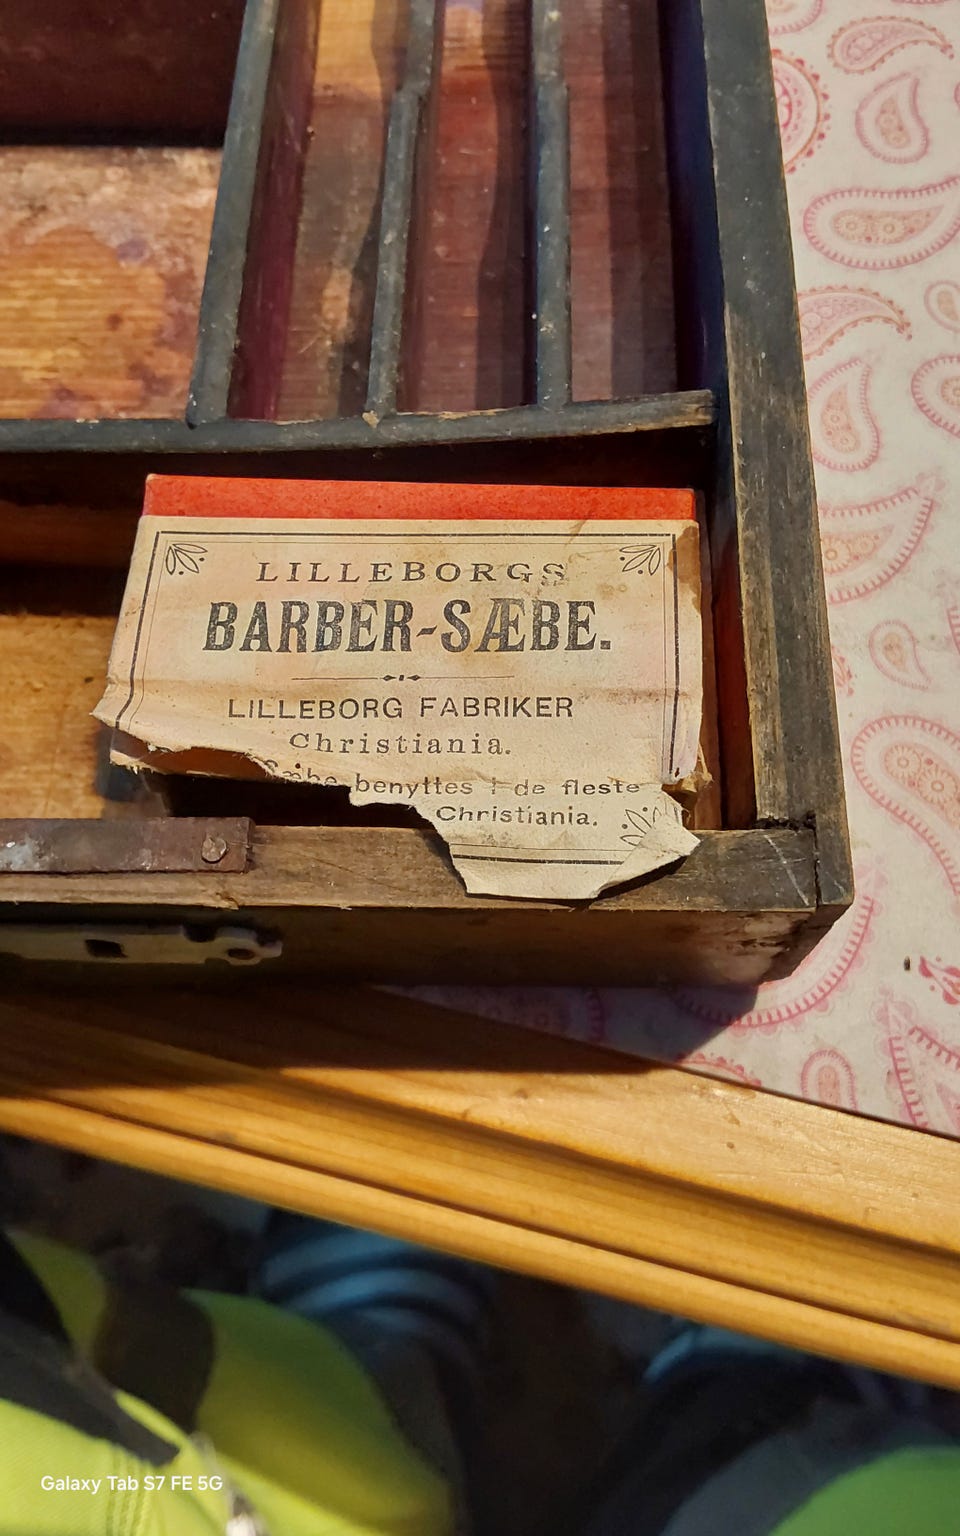 LILLEBORGS
BARBER-SÆBE.
LILLEBORG FABRIKER
Christiania.
benyttes i de fleste
Christiania.
Galaxy Tab S7 FE 5G